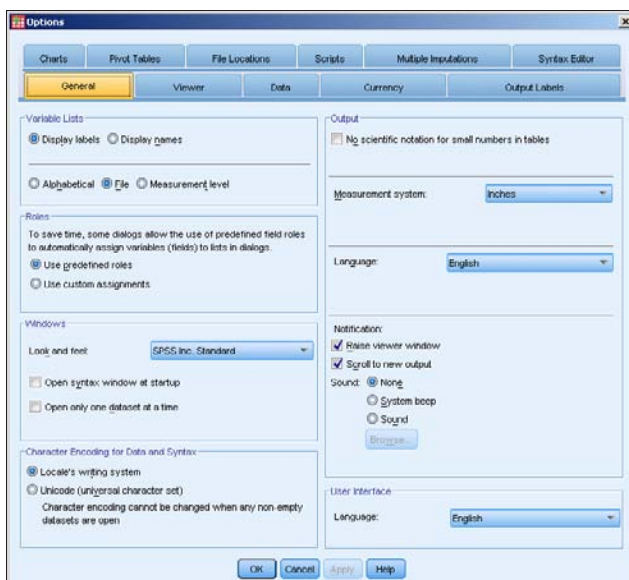 Options
Charts
Pivot Tables
File Locations
Scripts
Multiple Imputations
Syntax Editor
General
Viewer
Data
Currency
Output Labels
Variable Lists
Display labels
Display names
Alphabetical
File
Measurement level
Roles
To save time, some dialogs allow the use of predefined field roles
to automatically assign variables (fields) to lists in dialogs.
Use predefined roles
Use custom assignments
Windows
Look and feel:
SPSS Inc. Standard
Open syntax window at startup
Open only one dataset at a time
Character Encoding for Data and Syntax
Locale's writing system
Unicode (universal character set)
Character encoding cannot be changed when any non-empty
datasets are open
Output
No scientific notation for small numbers in tables
Measurement system:
Inches
Language:
English
Notification:
Raise viewer window
Scroll to new output
Sound:
None
System beep
Sound
Browse...
User Interface
Language:
English
OK
Cancel
Apply
Help